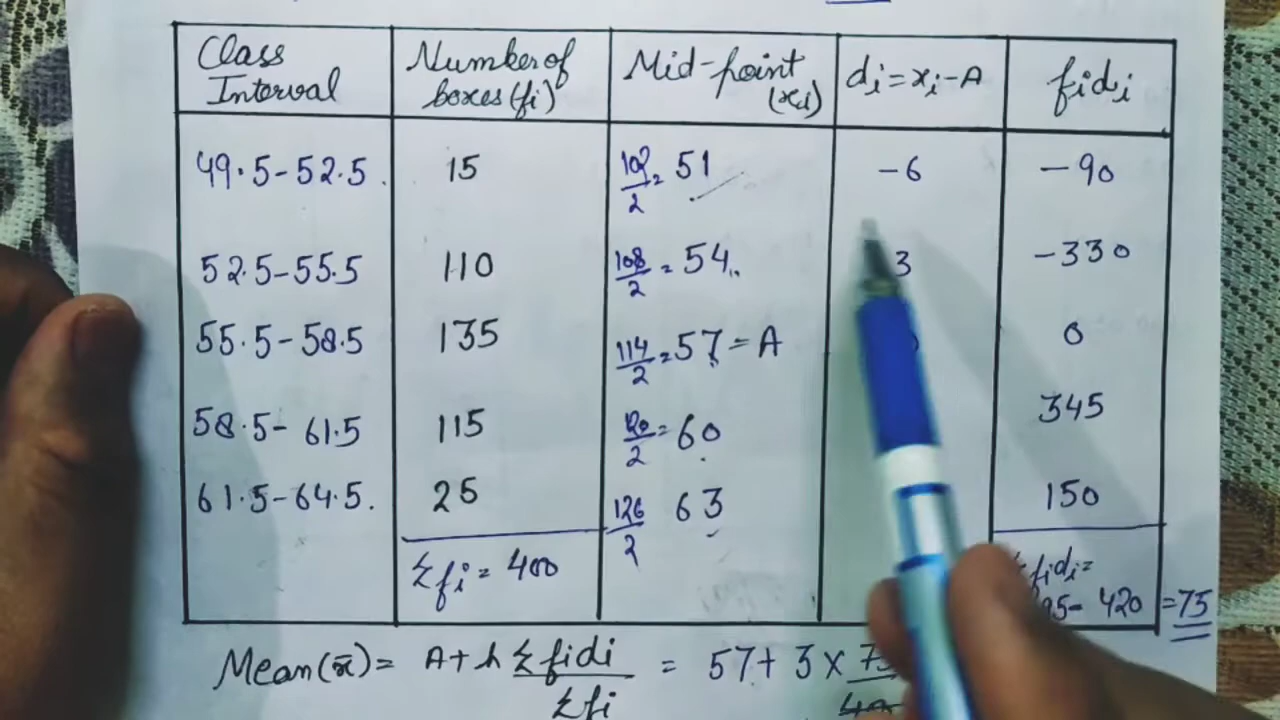 Class Interval | Number of boxes (fi) | Mid-point (xi) | di = xi - A | fidi
49.5-52.5. | 15 | 102/2 = 51 | -6 | -90
52.5-55.5 | 110 | 108/2 = 54 | 3 | -330
55.5-58.5 | 135 | 114/2 = 57 = A | 0
58.5-61.5 | 115 | 120/2 = 60 | 345
61.5-64.5. | 25 | 126/2 63 | 150
Σfi = 400 | fidi =
95- 420 = 75
Mean(x̄) = A + h Σfidi/Σfi = 57 + 3 ×